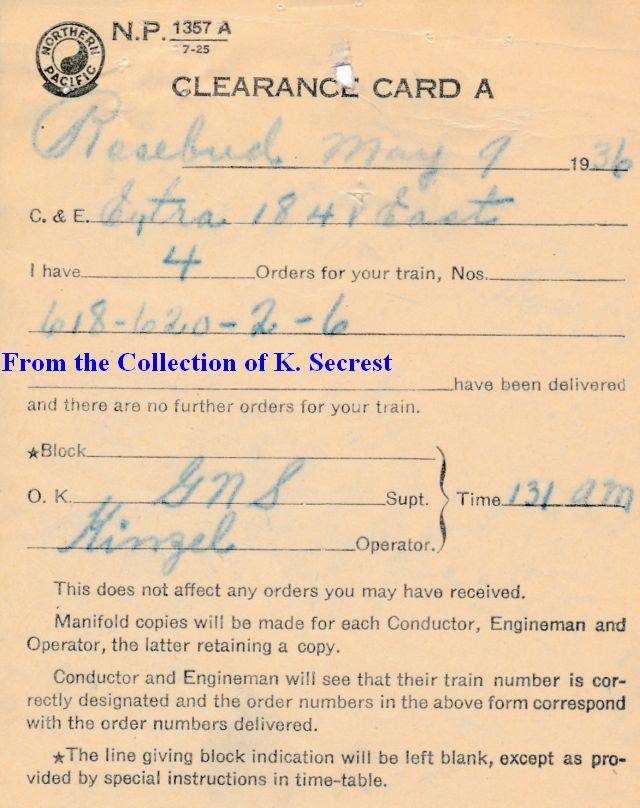 NORTHERN PACIFIC
N.P. 1357 A
7-25
CLEARANCE CARD A
Rosebud May 9 1936
C. & E. Extra 1841 East
I have 4 Orders for your train, Nos.
618-620-2-6
From the Collection of K. Secrest
have been delivered
and there are no further orders for your train.
★Block
O. K. GNS Supt. Time 131 am
Kinzel Operator.
This does not affect any orders you may have received.
Manifold copies will be made for each Conductor, Engineman and
Operator, the latter retaining a copy.
Conductor and Engineman will see that their train number is cor-
rectly designated and the order numbers in the above form correspond
with the order numbers delivered.
★The line giving block indication will be left blank, except as pro-
vided by special instructions in time-table.